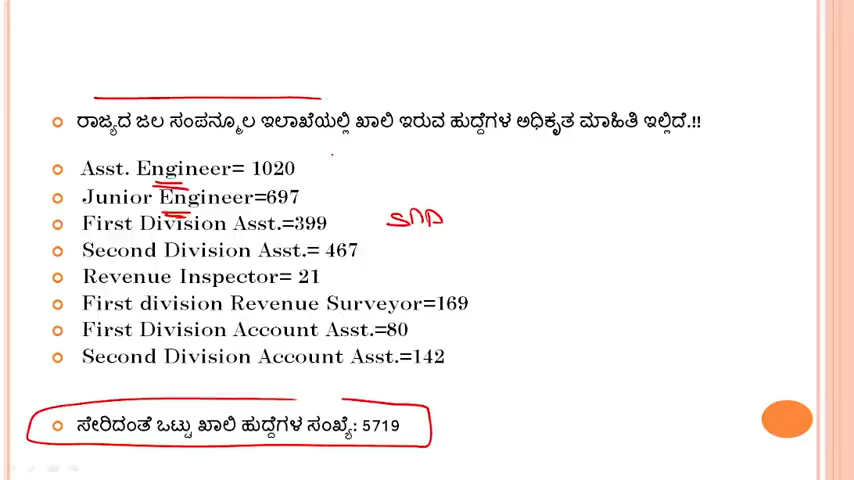 ರಾಜ್ಯದ ಜಲ ಸಂಪನ್ಮೂಲ ಇಲಾಖೆಯಲ್ಲಿ ಖಾಲಿ ಇರುವ ಹುದ್ದೆಗಳ ಅಧಿಕೃತ ಮಾಹಿತಿ ಇಲ್ಲಿದೆ.!!
Asst. Engineer= 1020
Junior Engineer=697
First Division Asst.=399
Second Division Asst.= 467
Revenue Inspector= 21
First division Revenue Surveyor=169
First Division Account Asst.=80
Second Division Account Asst.=142
ಸೇರಿದಂತೆ ಒಟ್ಟು ಖಾಲಿ ಹುದ್ದೆಗಳ ಸಂಖ್ಯೆ: 5719